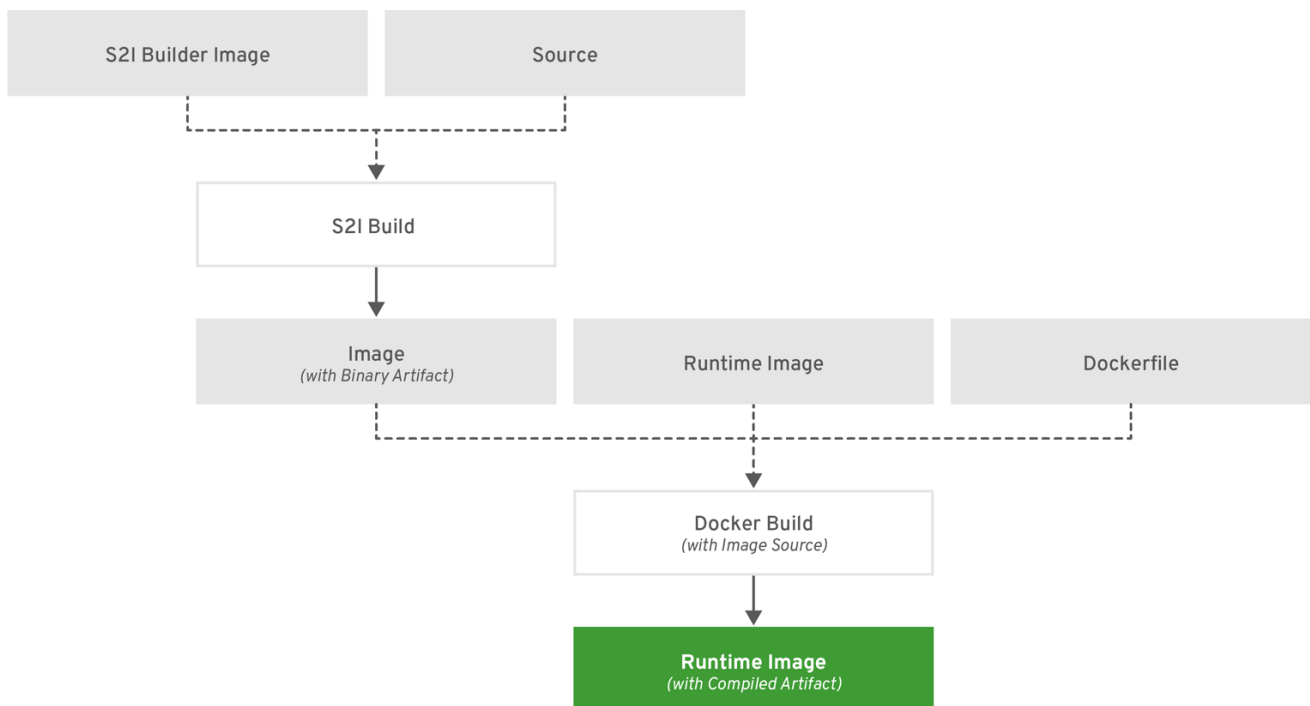 S2I Builder Image
Source
S2I Build
Image
(with Binary Artifact)
Runtime Image
Dockerfile
Docker Build
(with Image Source)
Runtime Image
(with Compiled Artifact)